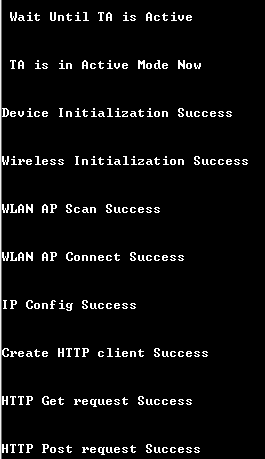 Wait Until TA is Active
TA is in Active Mode Now
Device Initialization Success
Wireless Initialization Success
WLAN AP Scan Success
WLAN AP Connect Success
IP Config Success
Create HTTP client Success
HTTP Get request Success
HTTP Post request Success